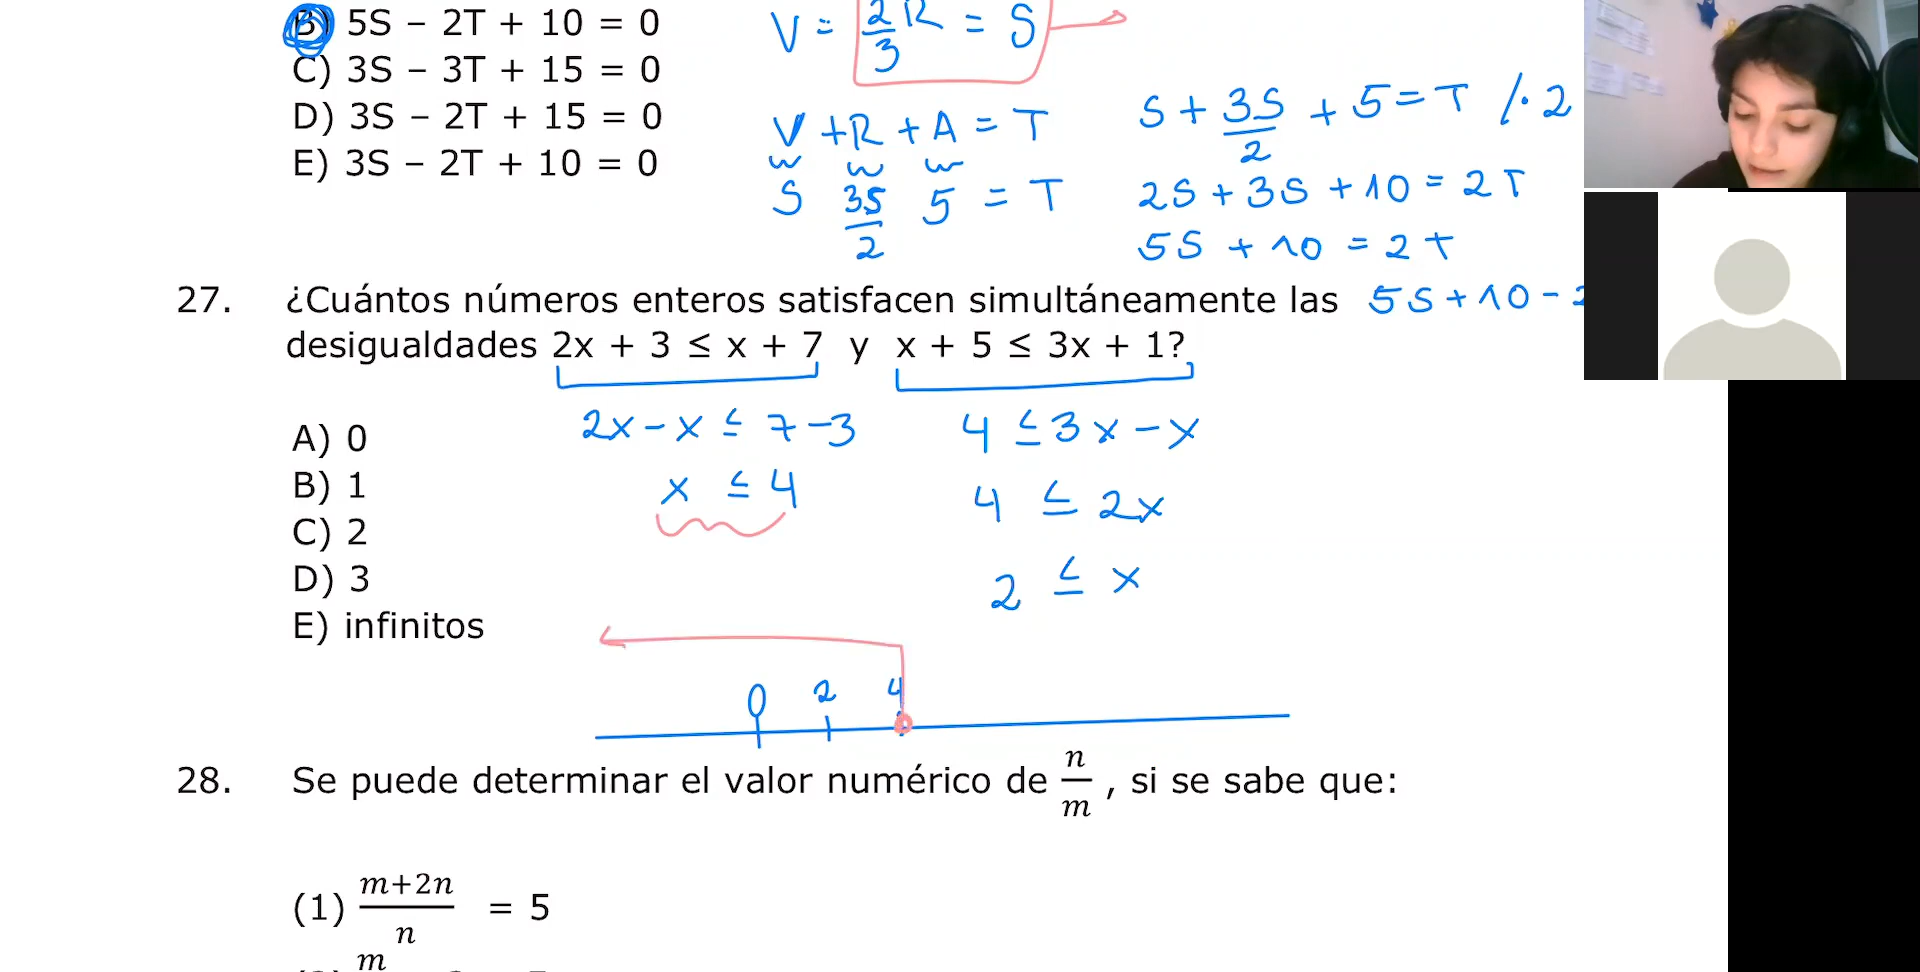 B) 5S – 2T + 10 = 0
C) 3S – 3T + 15 = 0
D) 3S – 2T + 15 = 0
E) 3S – 2T + 10 = 0
V = 2/3 R = S
V + R + A = T
S 3S/2 5 = T
S + 3S/2 + 5 = T /· 2
2S + 3S + 10 = 2T
5S + 10 = 2T
5S + 10 -
27. ¿Cuántos números enteros satisfacen simultáneamente las
desigualdades 2x + 3 ≤ x + 7 y x + 5 ≤ 3x + 1?
2x - x ≤ 7 - 3
x ≤ 4
4 ≤ 3x - x
4 ≤ 2x
2 ≤ x
A) 0
B) 1
C) 2
D) 3
E) infinitos
0 2 4
28. Se puede determinar el valor numérico de n/m , si se sabe que:
(1) m+2n/n = 5
m